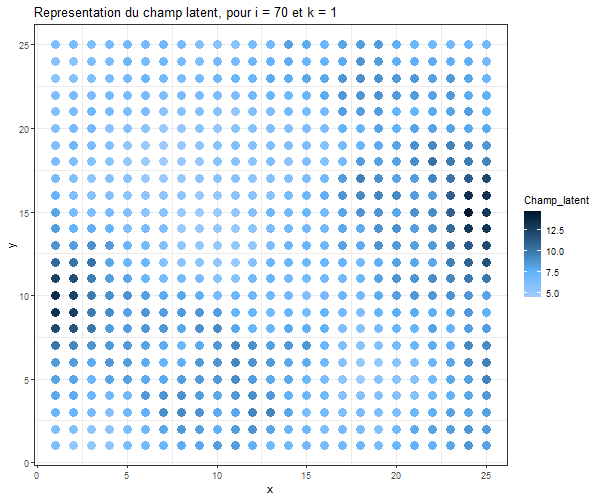 Representation du champ latent, pour i = 70 et k = 1
25
20
15
10
5
0
y
0 5 10 15 20 25
x
Champ_latent
12.5
10.0
7.5
5.0